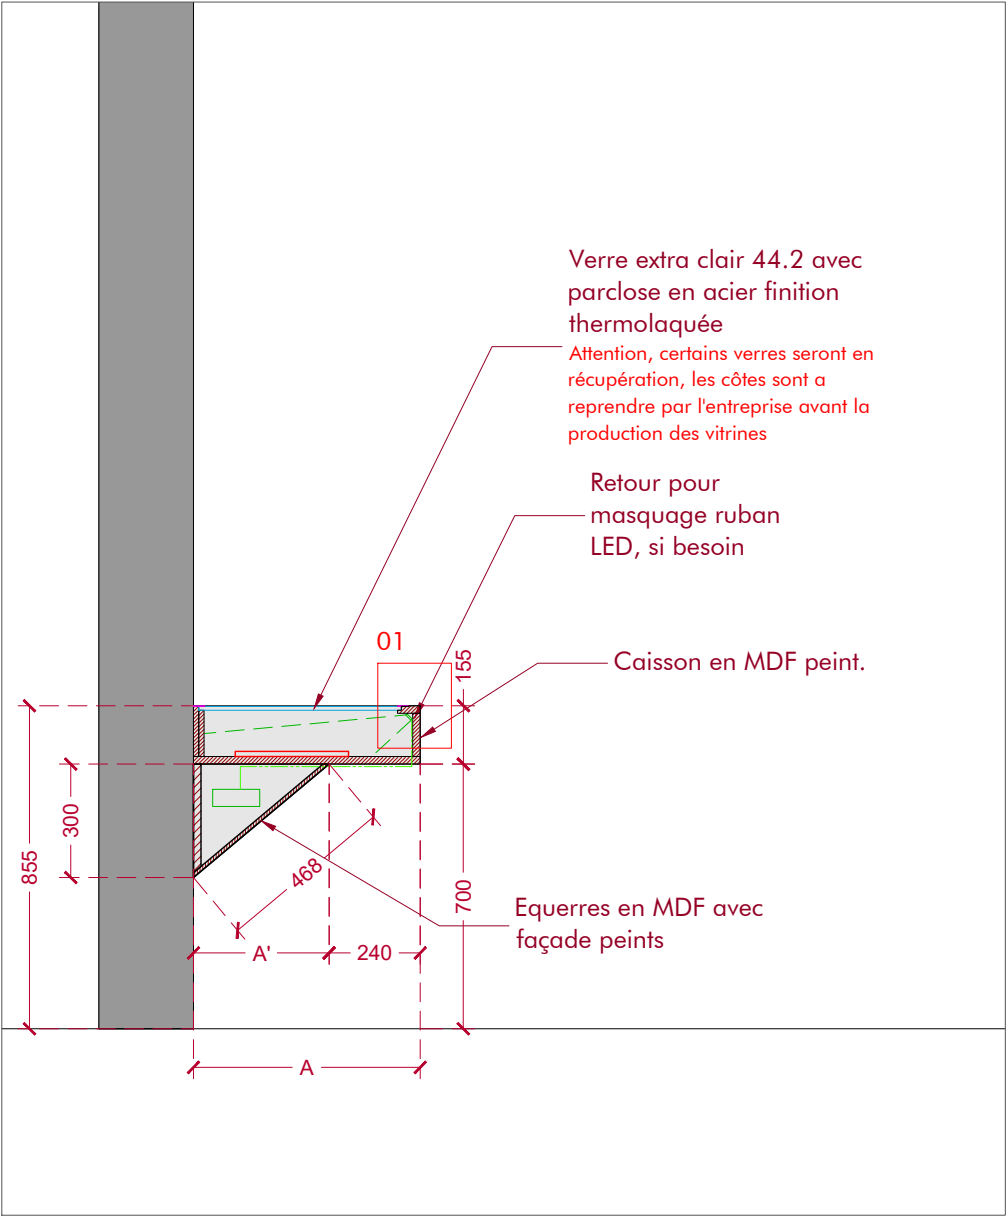 Verre extra clair 44.2 avec
parclose en acier finition
thermolaquée
Attention, certains verres seront en
récupération, les côtes sont a
reprendre par l'entreprise avant la
production des vitrines
Retour pour
masquage ruban
LED, si besoin
01
155
Caisson en MDF peint.
855
300
468
700
Equerres en MDF avec
façade peints
A'
240
A